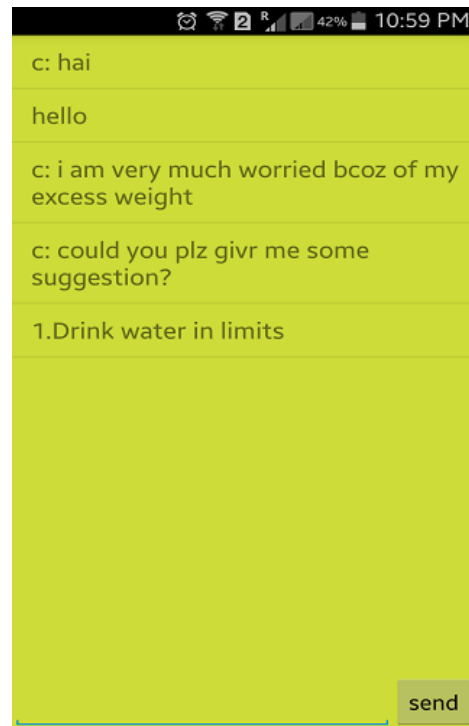 2 R 42% 10:59 PM
c: hai
hello
c: i am very much worried bcoz of my
excess weight
c: could you plz givr me some
suggestion?
1.Drink water in limits
send